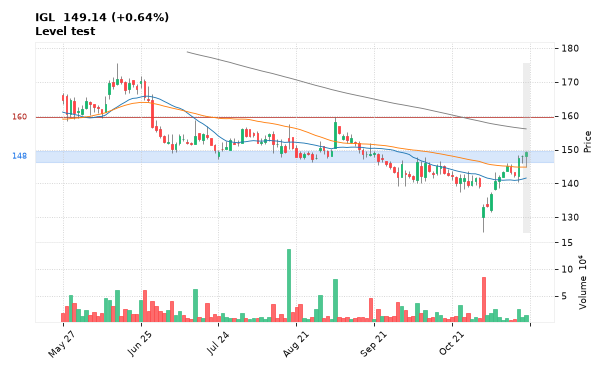 IGL 149.14 (+0.64%)
Level test
180
170
160
150
140
130
Price
160
148
15
10
5
Volume 10⁴
May 27
Jun 25
Jul 24
Aug 21
Sep 21
Oct 21